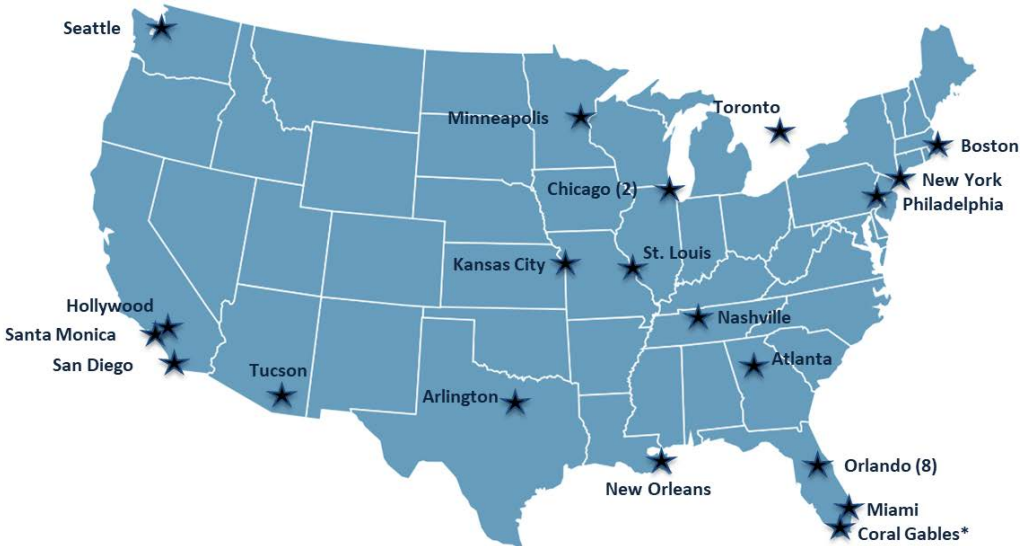 Seattle
Toronto
Minneapolis
Boston
New York
Chicago (2)
Philadelphia
St. Louis
Kansas City
Hollywood
Nashville
Santa Monica
Atlanta
San Diego
Tucson
Arlington
Orlando (8)
New Orleans
Miami
Coral Gables*